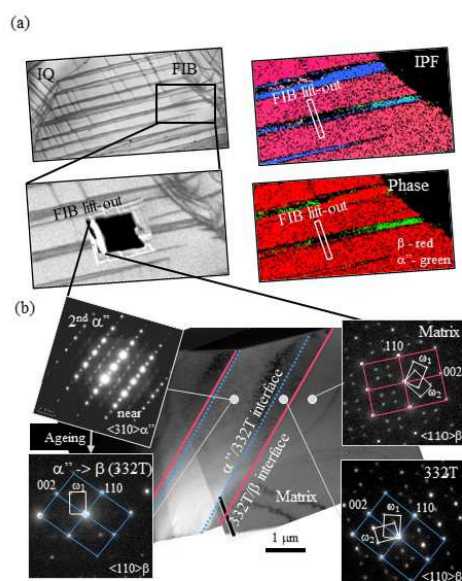 (a)
IQ
FIB
IPF
FIB lift-out
FIB lift-out
Phase
FIB lift-out
β - red
α”- green
(b)
2nd α”
near
<310>α”
Ageing
α” -> β (332T)
002
ω1
110
<110>β
α”/332T interface
332T/β interface
Matrix
1 μm
Matrix
110
ω1
002
ω2
<110>β
332T
002
ω1
110
ω2
<110>β